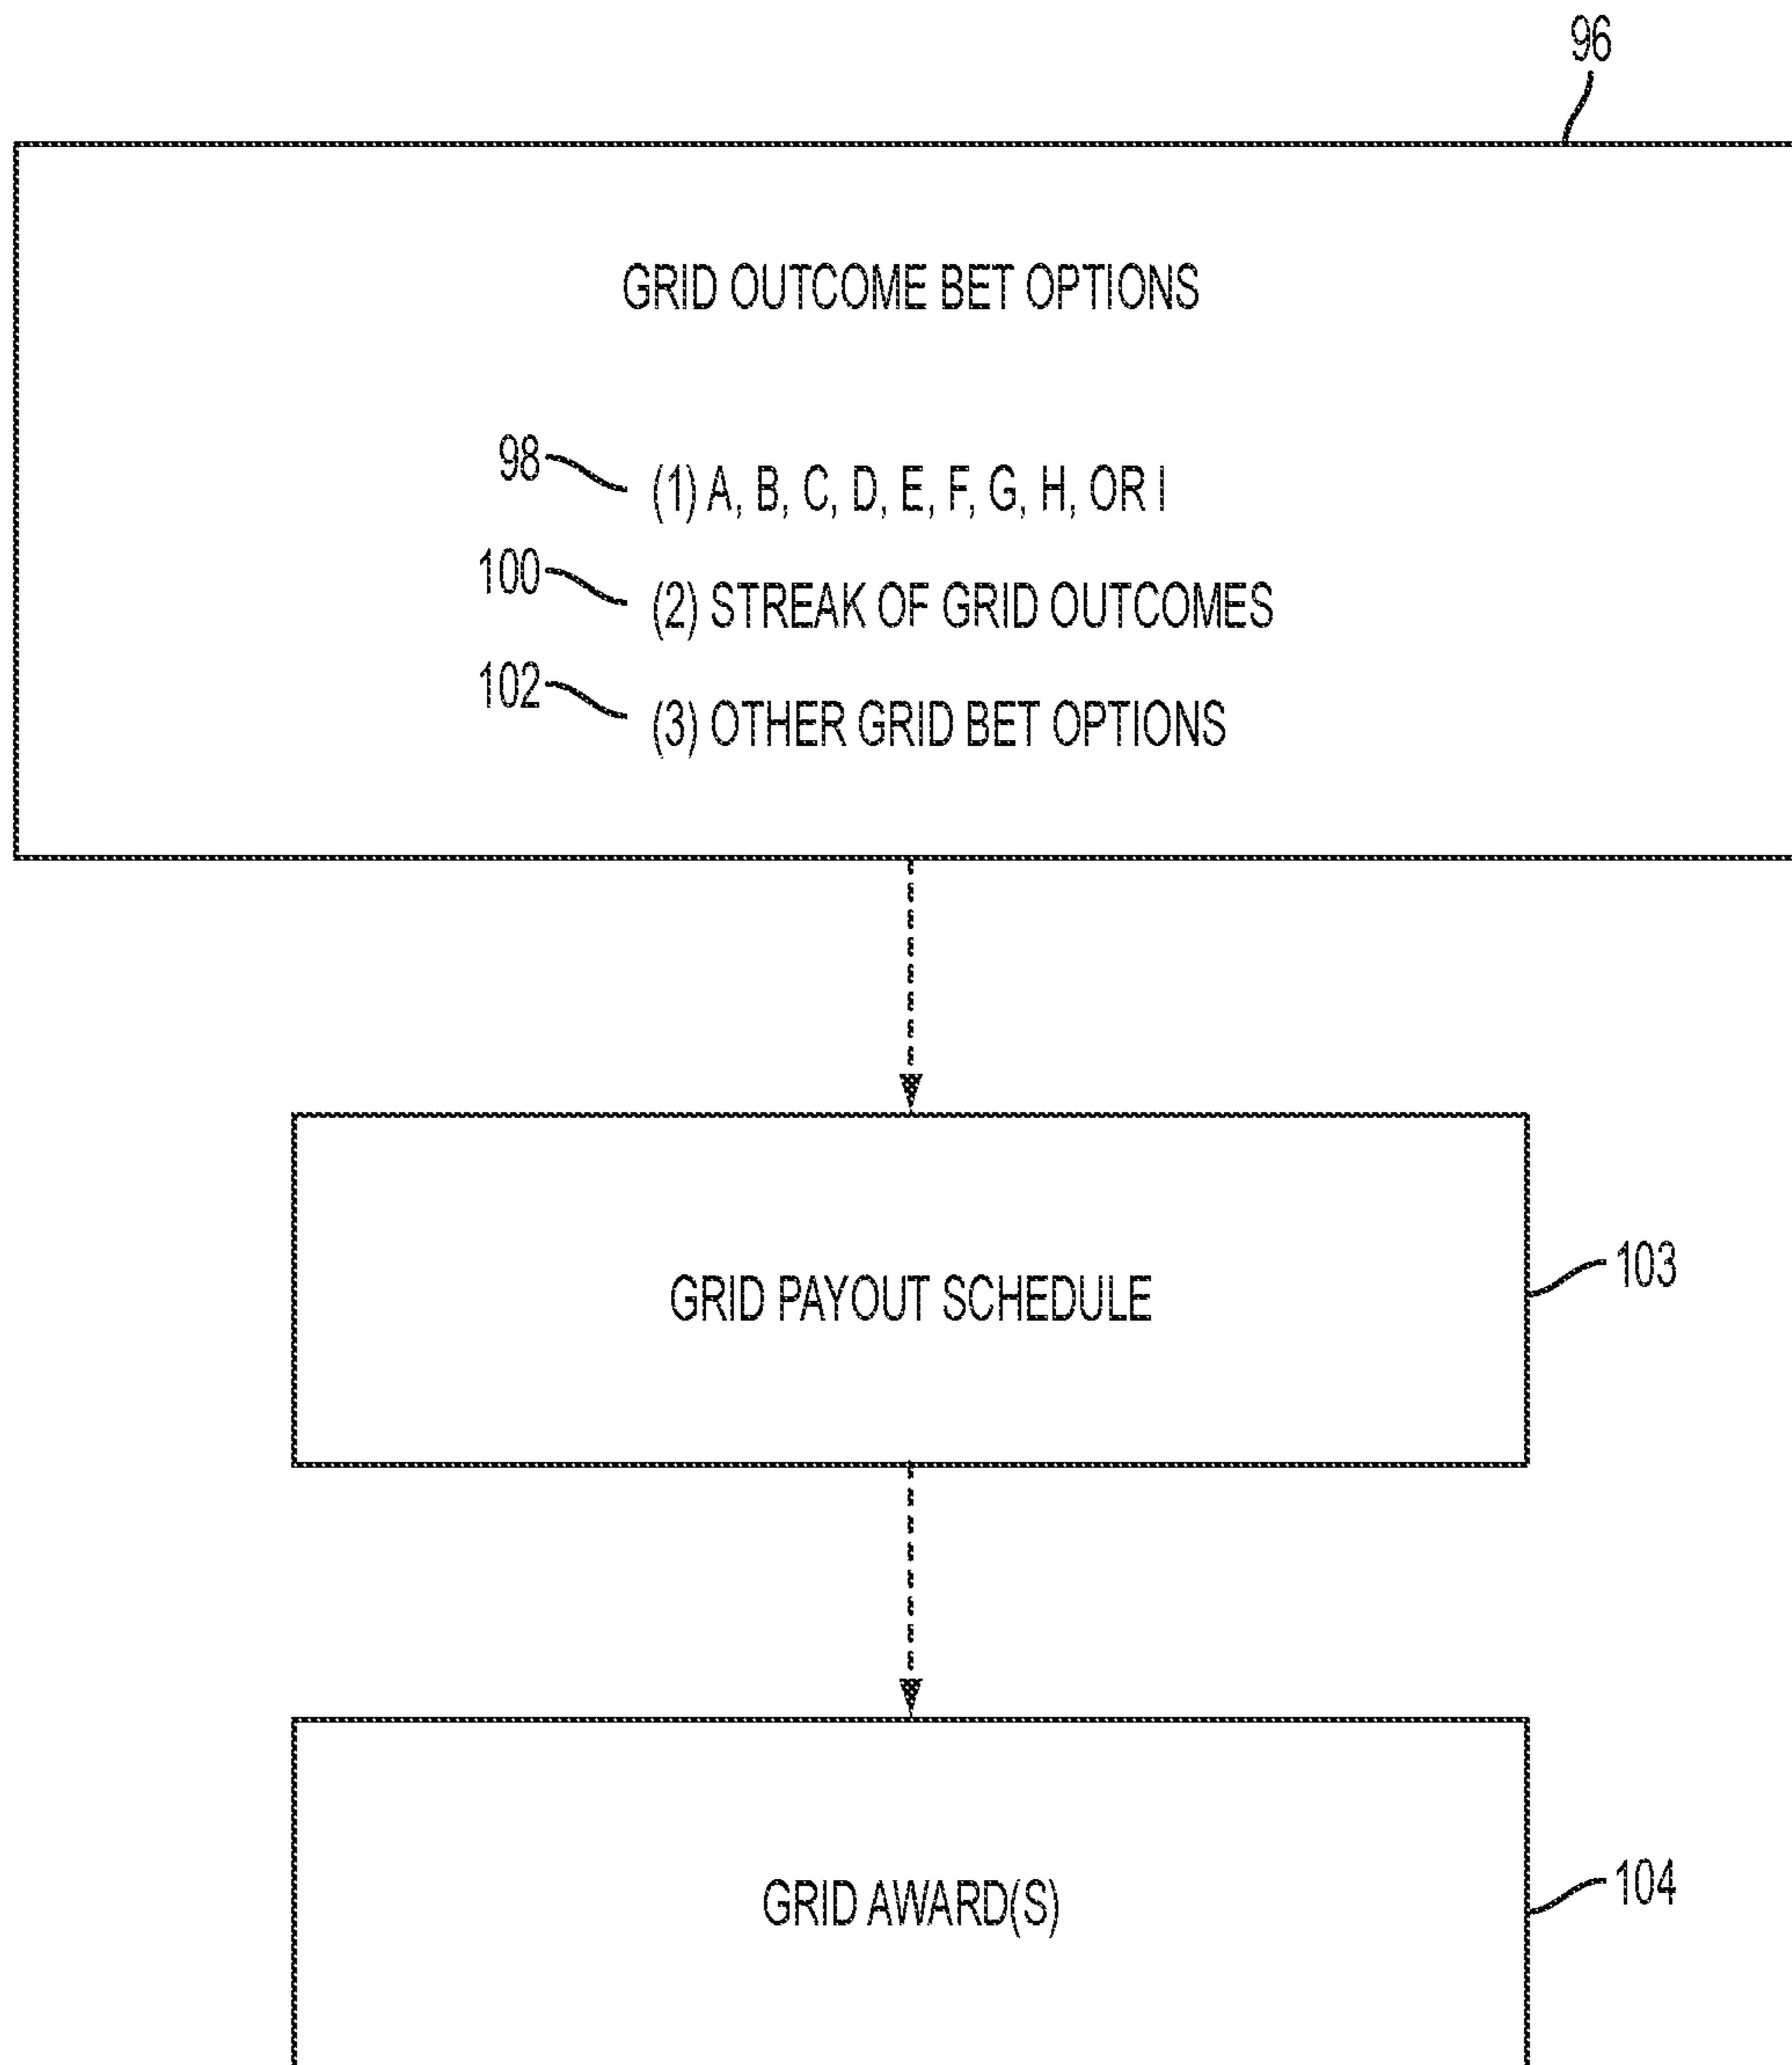 96
GRID OUTCOME BET OPTIONS
98 (1) A, B, C, D, E, F, G, H, OR I
100 (2) STREAK OF GRID OUTCOMES
102 (3) OTHER GRID BET OPTIONS
GRID PAYOUT SCHEDULE 103
GRID AWARD(S) 104